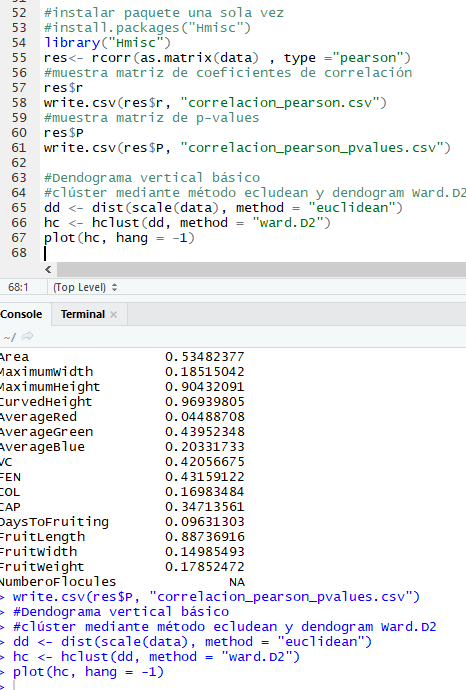 52 #instalar paquete una sola vez
53 #install.packages("Hmisc")
54 library("Hmisc")
55 res<- rcorr(as.matrix(data) , type ="pearson")
56 #muestra matriz de coeficientes de correlación
57 res$r
58 write.csv(res$r, "correlacion_pearson.csv")
59 #muestra matriz de p-values
60 res$P
61 write.csv(res$P, "correlacion_pearson_pvalues.csv")
62
63 #Dendograma vertical básico
64 #clúster mediante método ecludean y dendogram Ward.D2
65 dd <- dist(scale(data), method = "euclidean")
66 hc <- hclust(dd, method = "ward.D2")
67 plot(hc, hang = -1)
68
68:1 (Top Level)
Console Terminal
~/
Area 0.53482377
MaximumWidth 0.18515042
MaximumHeight 0.90432091
CurvedHeight 0.96939805
AverageRed 0.04488708
AverageGreen 0.43952348
AverageBlue 0.20331733
VC 0.42056675
FEN 0.43159122
COL 0.16983484
CAP 0.34713561
DaysToFruiting 0.09631303
FruitLength 0.88736916
FruitWidth 0.14985493
FruitWeight 0.17852472
NumberoFlocules NA
> write.csv(res$P, "correlacion_pearson_pvalues.csv")
> #Dendograma vertical básico
> #clúster mediante método ecludean y dendogram Ward.D2
> dd <- dist(scale(data), method = "euclidean")
> hc <- hclust(dd, method = "ward.D2")
> plot(hc, hang = -1)
>